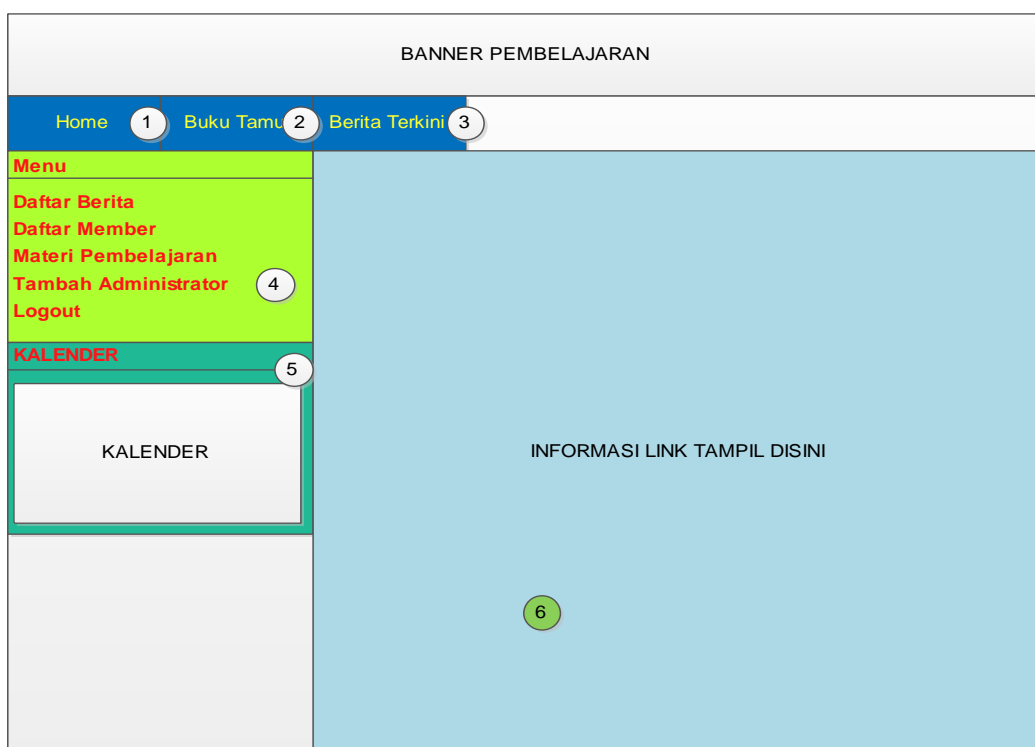 BANNER PEMBELAJARAN
Home 1 Buku Tamu 2 Berita Terkini 3
Menu
Daftar Berita
Daftar Member
Materi Pembelajaran
Tambah Administrator 4
Logout
KALENDER
5
KALENDER
INFORMASI LINK TAMPIL DISINI
6